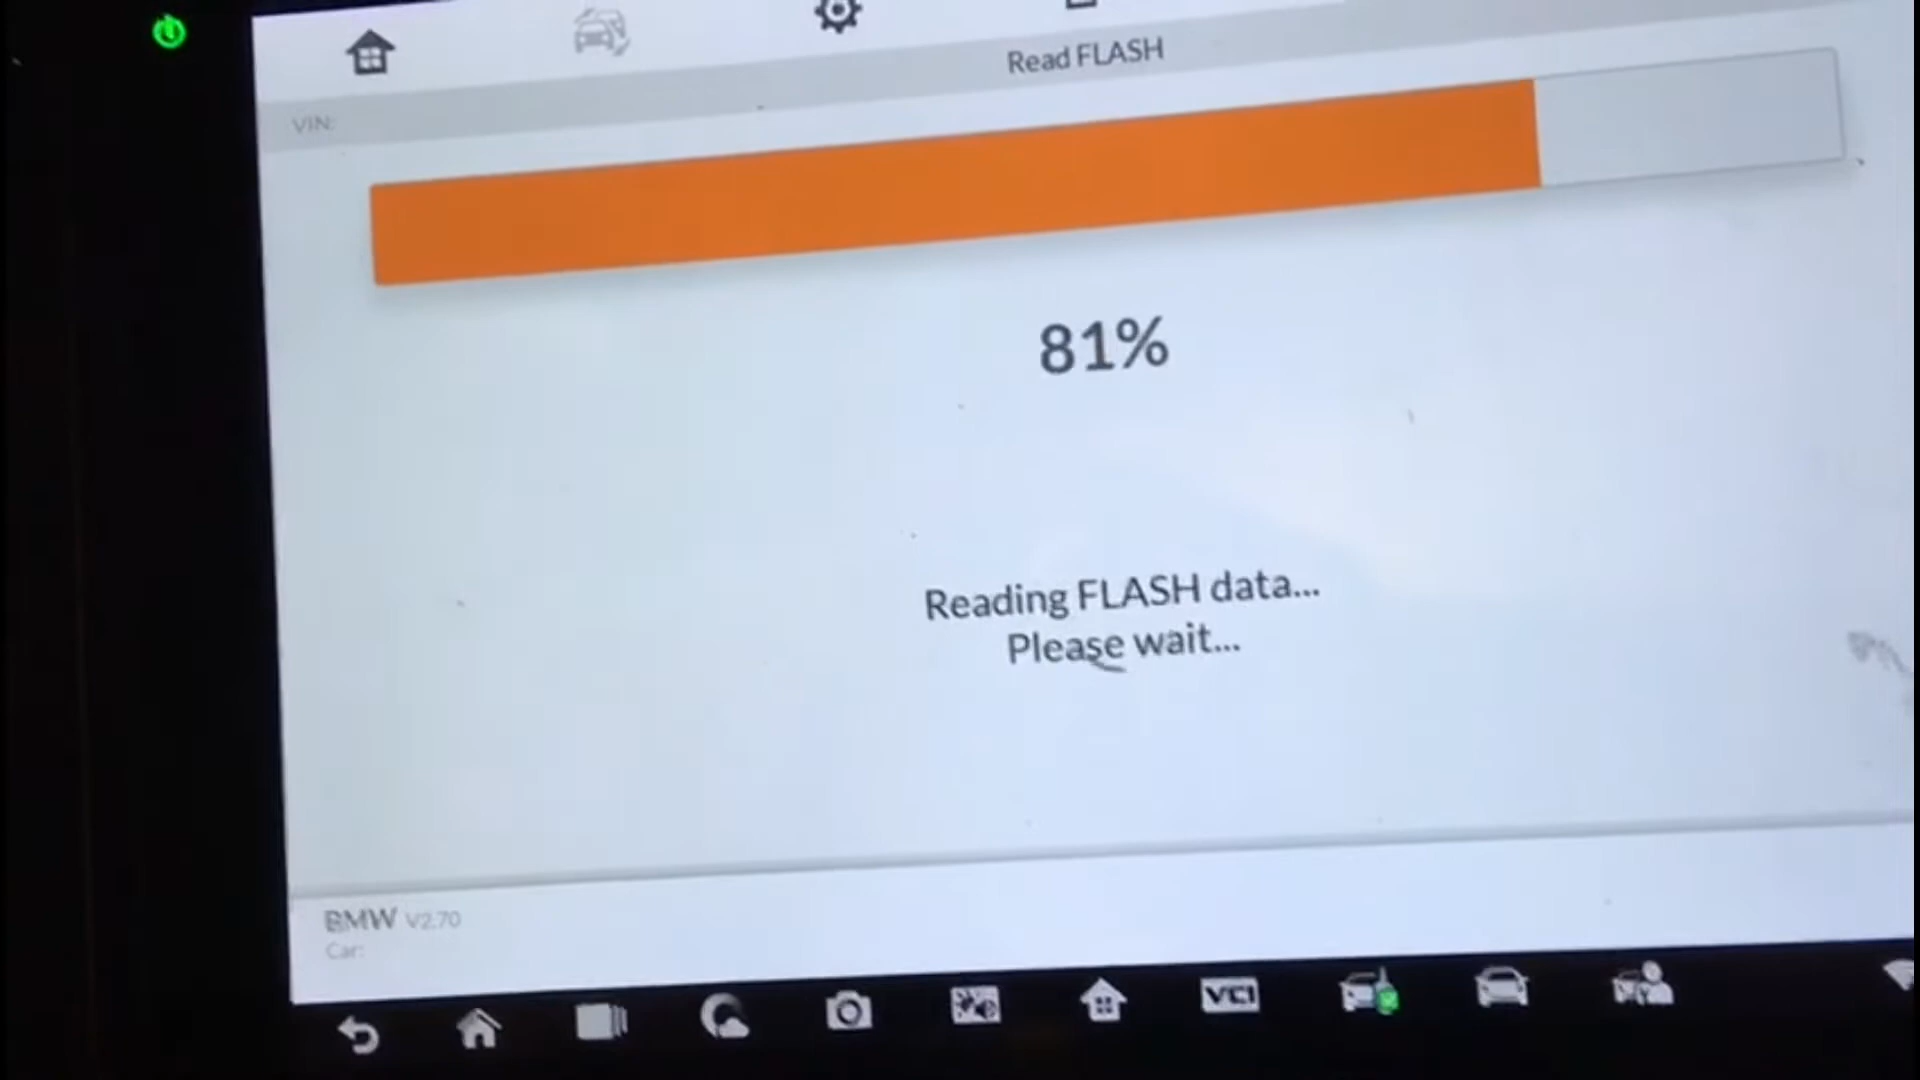 Read FLASH
VIN:
81%
Reading FLASH data...
Please wait...
BMW V2.70
Car:
VCI